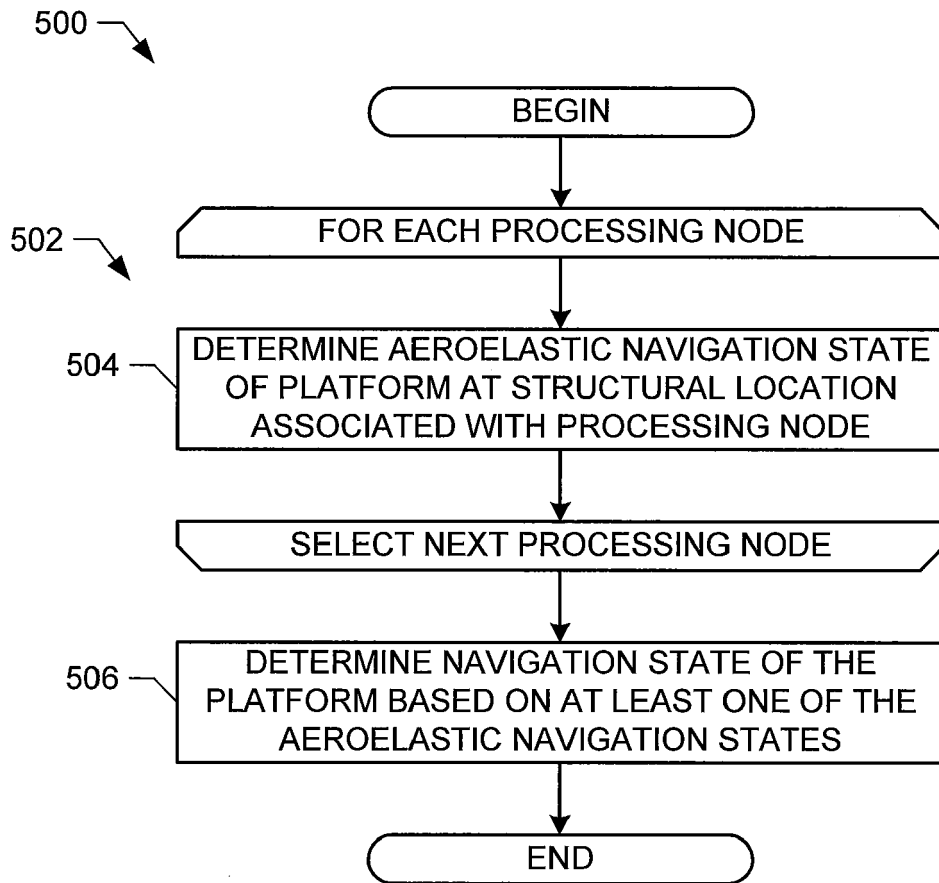 500
BEGIN
502
FOR EACH PROCESSING NODE
504
DETERMINE AEROELASTIC NAVIGATION STATE
OF PLATFORM AT STRUCTURAL LOCATION
ASSOCIATED WITH PROCESSING NODE
SELECT NEXT PROCESSING NODE
506
DETERMINE NAVIGATION STATE OF THE
PLATFORM BASED ON AT LEAST ONE OF THE
AEROELASTIC NAVIGATION STATES
END